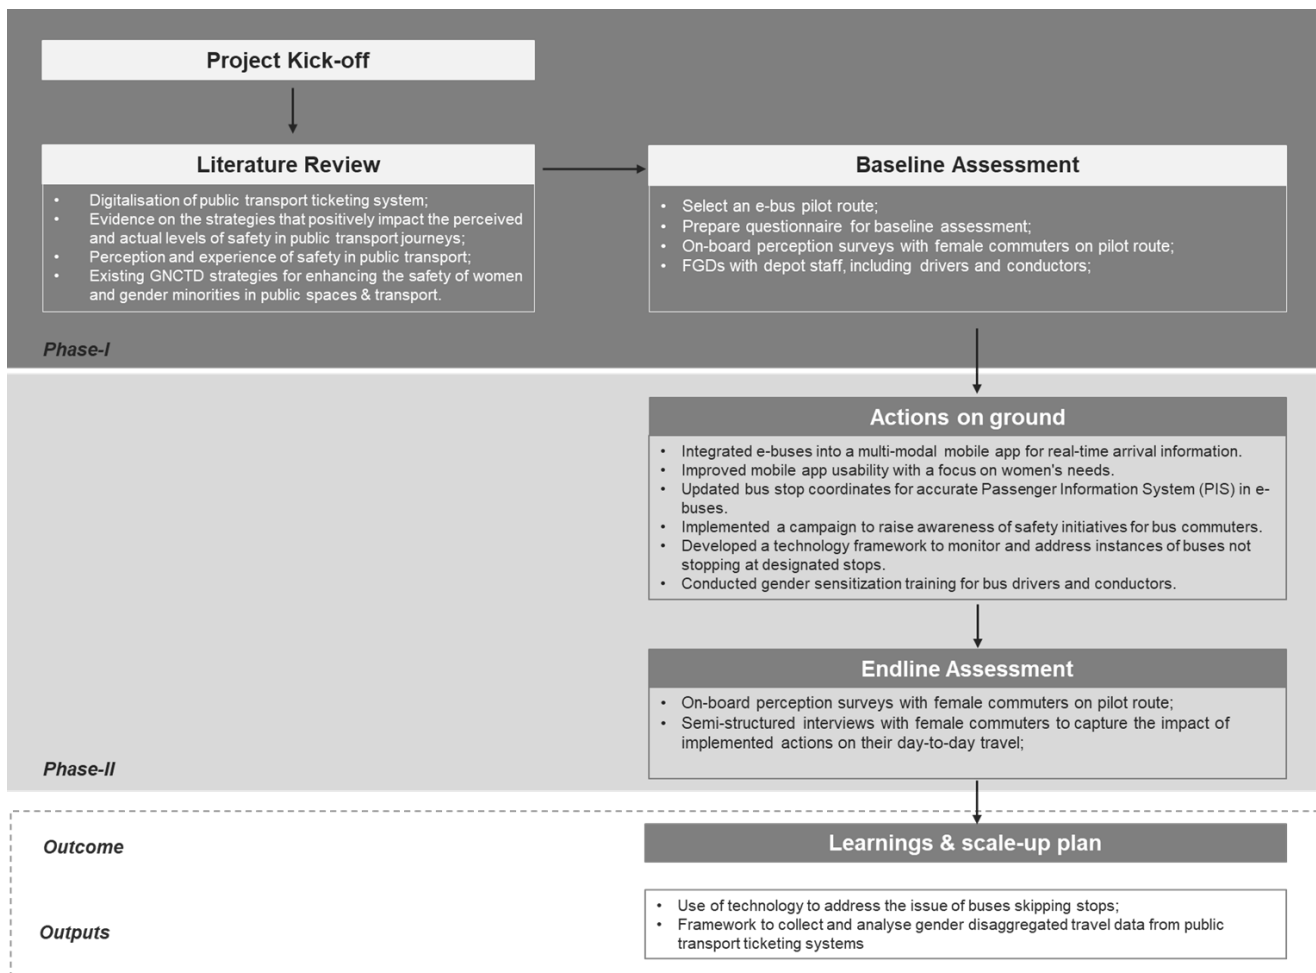 Project Kick-off
Literature Review
• Digitalisation of public transport ticketing system;
• Evidence on the strategies that positively impact the perceived
and actual levels of safety in public transport journeys;
• Perception and experience of safety in public transport;
• Existing GNCTD strategies for enhancing the safety of women
and gender minorities in public spaces & transport.
Baseline Assessment
• Select an e-bus pilot route;
• Prepare questionnaire for baseline assessment;
• On-board perception surveys with female commuters on pilot route;
• FGDs with depot staff, including drivers and conductors;
Phase-I
Actions on ground
• Integrated e-buses into a multi-modal mobile app for real-time arrival information.
• Improved mobile app usability with a focus on women's needs.
• Updated bus stop coordinates for accurate Passenger Information System (PIS) in e-
buses.
• Implemented a campaign to raise awareness of safety initiatives for bus commuters.
• Developed a technology framework to monitor and address instances of buses not
stopping at designated stops.
• Conducted gender sensitization training for bus drivers and conductors.
Endline Assessment
• On-board perception surveys with female commuters on pilot route;
• Semi-structured interviews with female commuters to capture the impact of
implemented actions on their day-to-day travel;
Phase-II
Outcome
Learnings & scale-up plan
Outputs
• Use of technology to address the issue of buses skipping stops;
• Framework to collect and analyse gender disaggregated travel data from public
transport ticketing systems